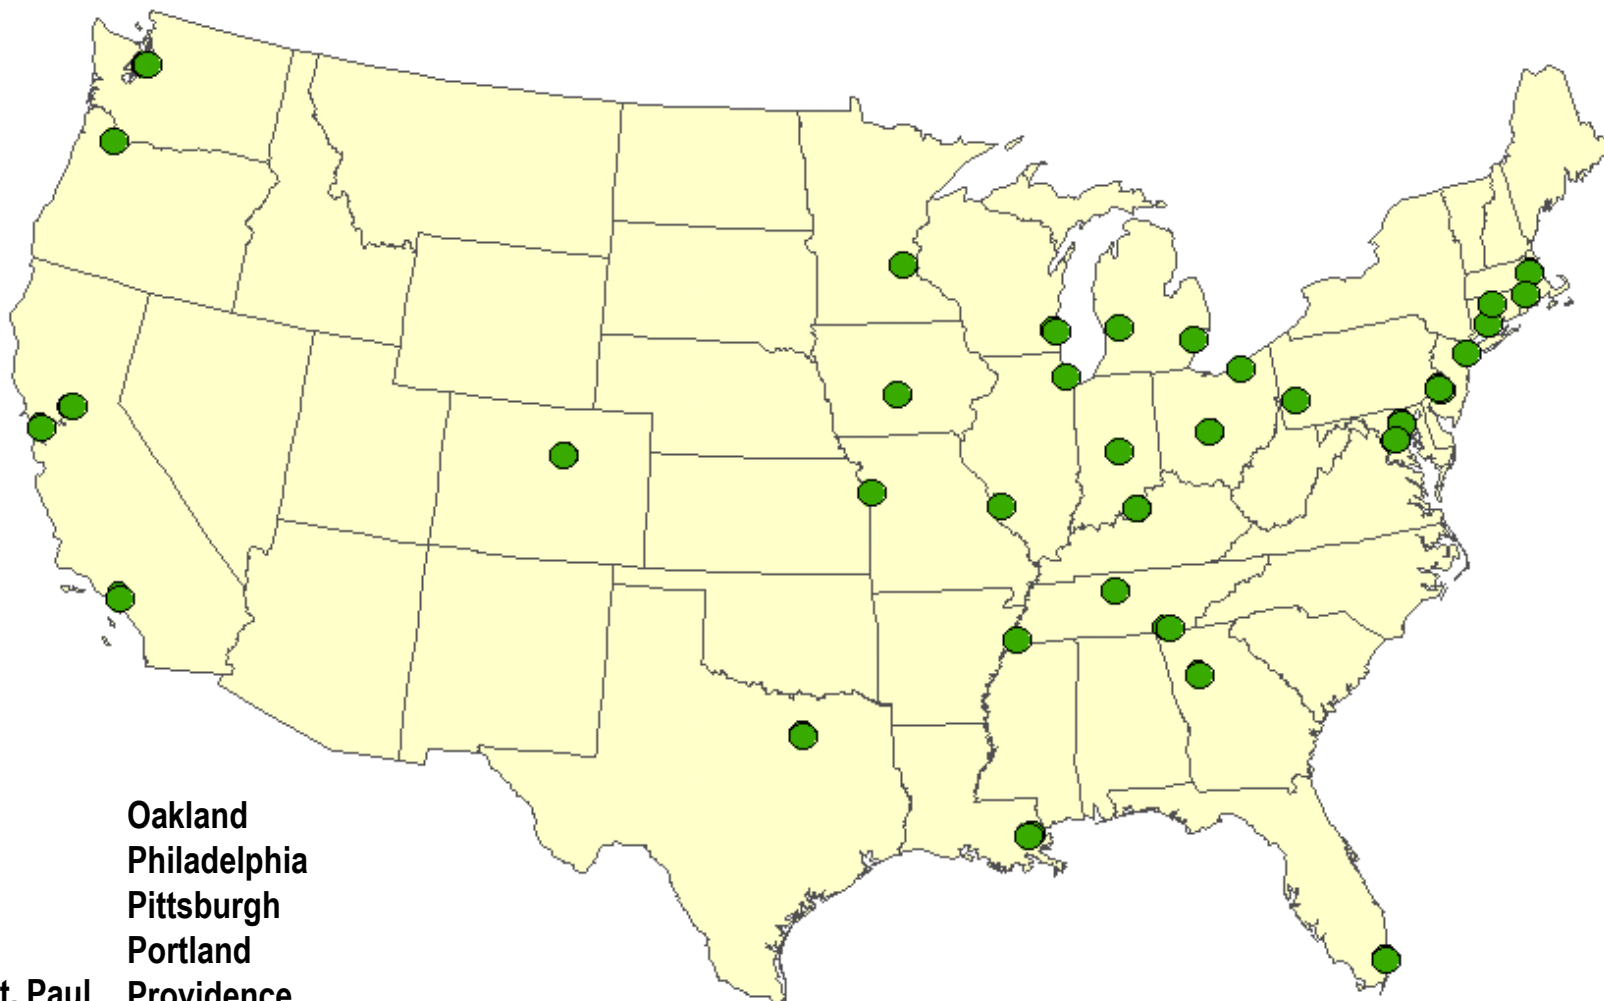 Oakland
Philadelphia
Pittsburgh
Portland
t. Paul Providence